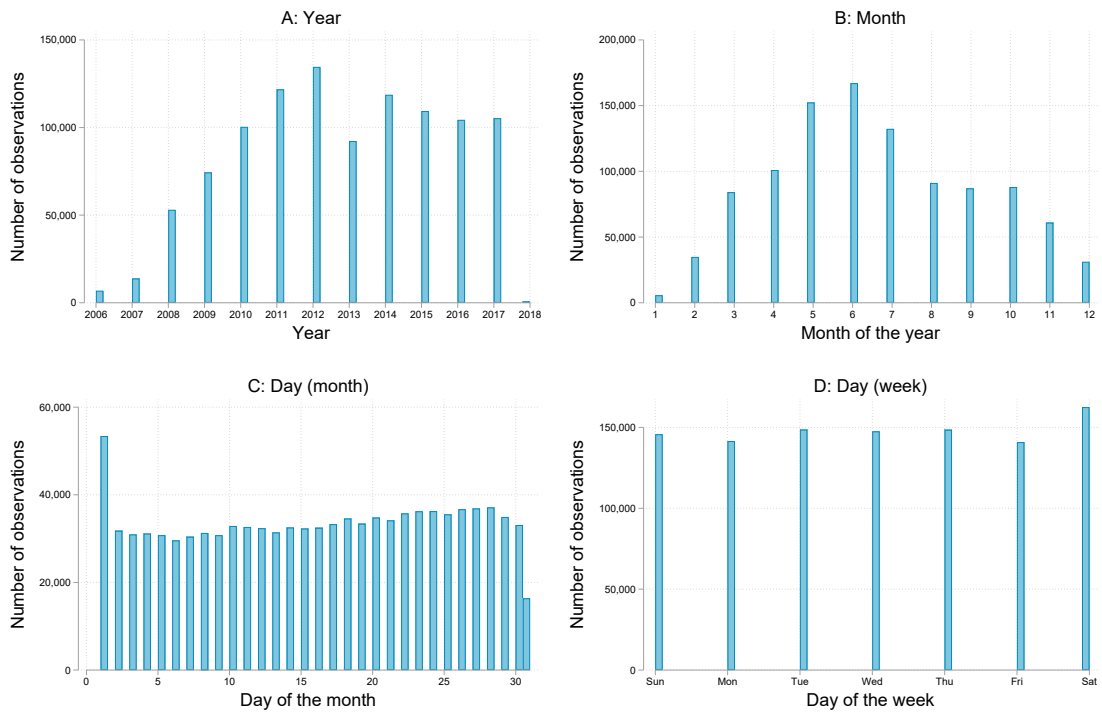 A: Year
Number of observations
150,000
100,000
50,000
0
2006 2007 2008 2009 2010 2011 2012 2013 2014 2015 2016 2017 2018
Year
B: Month
Number of observations
200,000
150,000
100,000
50,000
0
1 2 3 4 5 6 7 8 9 10 11 12
Month of the year
C: Day (month)
Number of observations
60,000
40,000
20,000
0
0 5 10 15 20 25 30
Day of the month
D: Day (week)
Number of observations
150,000
100,000
50,000
0
Sun Mon Tue Wed Thu Fri Sat
Day of the week